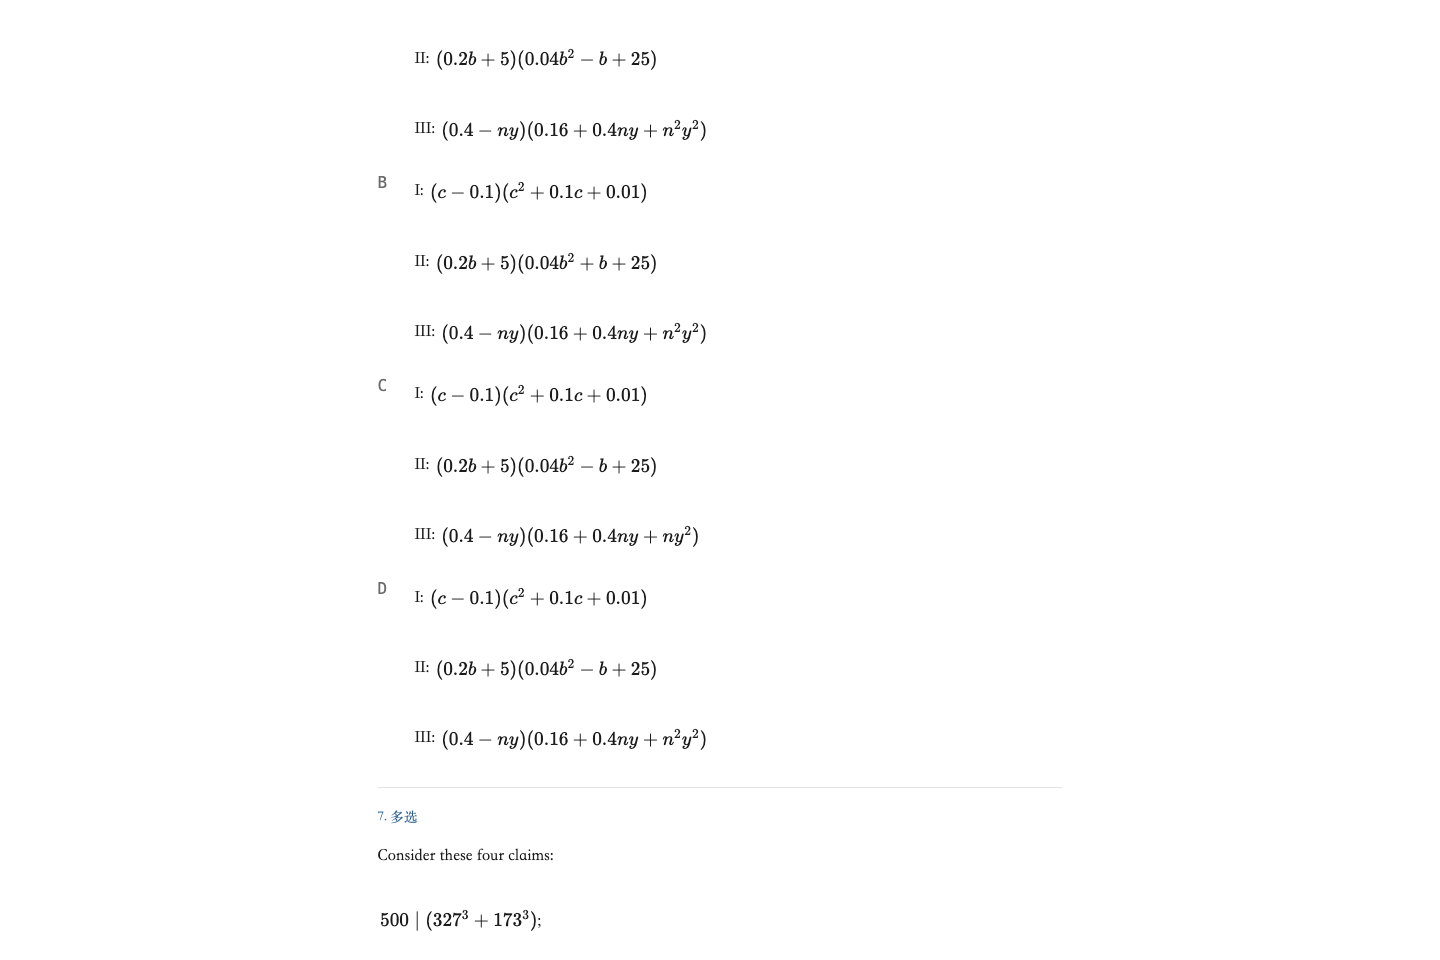 II: (0.2b + 5)(0.04b² − b + 25)
III: (0.4 − ny)(0.16 + 0.4ny + n²y²)
B I: (c − 0.1)(c² + 0.1c + 0.01)
II: (0.2b + 5)(0.04b² + b + 25)
III: (0.4 − ny)(0.16 + 0.4ny + n²y²)
C I: (c − 0.1)(c² + 0.1c + 0.01)
II: (0.2b + 5)(0.04b² − b + 25)
III: (0.4 − ny)(0.16 + 0.4ny + ny²)
D I: (c − 0.1)(c² + 0.1c + 0.01)
II: (0.2b + 5)(0.04b² − b + 25)
III: (0.4 − ny)(0.16 + 0.4ny + n²y²)
7. 多选
Consider these four claims:
500 | (327³ + 173³);